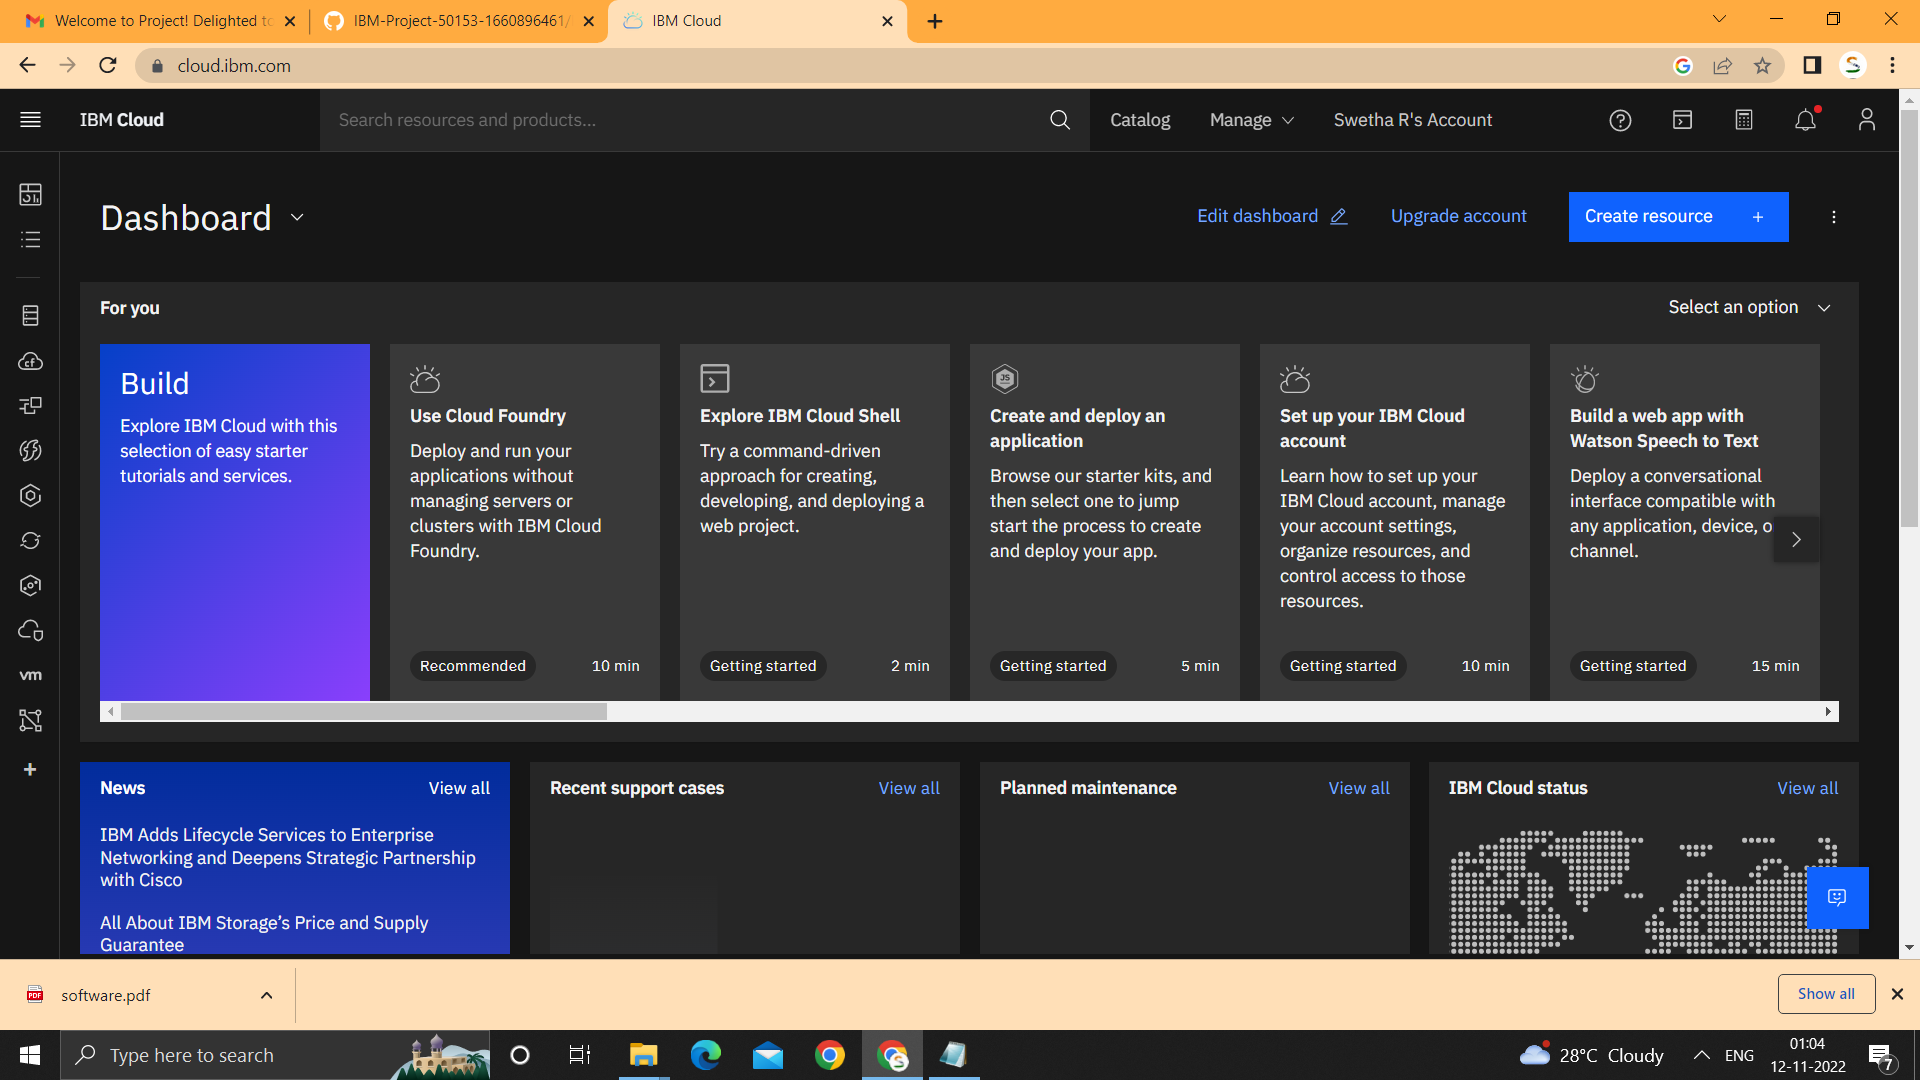 Welcome to Project! Delighted to
IBM-Project-50153-1660896461/
IBM Cloud
cloud.ibm.com
IBM Cloud
Search resources and products...
Catalog
Manage
Swetha R's Account
Dashboard
Edit dashboard
Upgrade account
Create resource +
For you
Select an option
Build
Explore IBM Cloud with this
selection of easy starter
tutorials and services.
Use Cloud Foundry
Deploy and run your
applications without
managing servers or
clusters with IBM Cloud
Foundry.
Recommended
10 min
Explore IBM Cloud Shell
Try a command-driven
approach for creating,
developing, and deploying a
web project.
Getting started
2 min
JS
Create and deploy an
application
Browse our starter kits, and
then select one to jump
start the process to create
and deploy your app.
Getting started
5 min
Set up your IBM Cloud
account
Learn how to set up your
IBM Cloud account, manage
your account settings,
organize resources, and
control access to those
resources.
Getting started
10 min
Build a web app with
Watson Speech to Text
Deploy a conversational
interface compatible with
any application, device, o
channel.
Getting started
15 min
cf
vm
News
View all
IBM Adds Lifecycle Services to Enterprise
Networking and Deepens Strategic Partnership
with Cisco
All About IBM Storage’s Price and Supply
Guarantee
Recent support cases
View all
Planned maintenance
View all
IBM Cloud status
View all
PDF
software.pdf
Show all
Type here to search
28°C Cloudy
ENG
01:04
12-11-2022
7